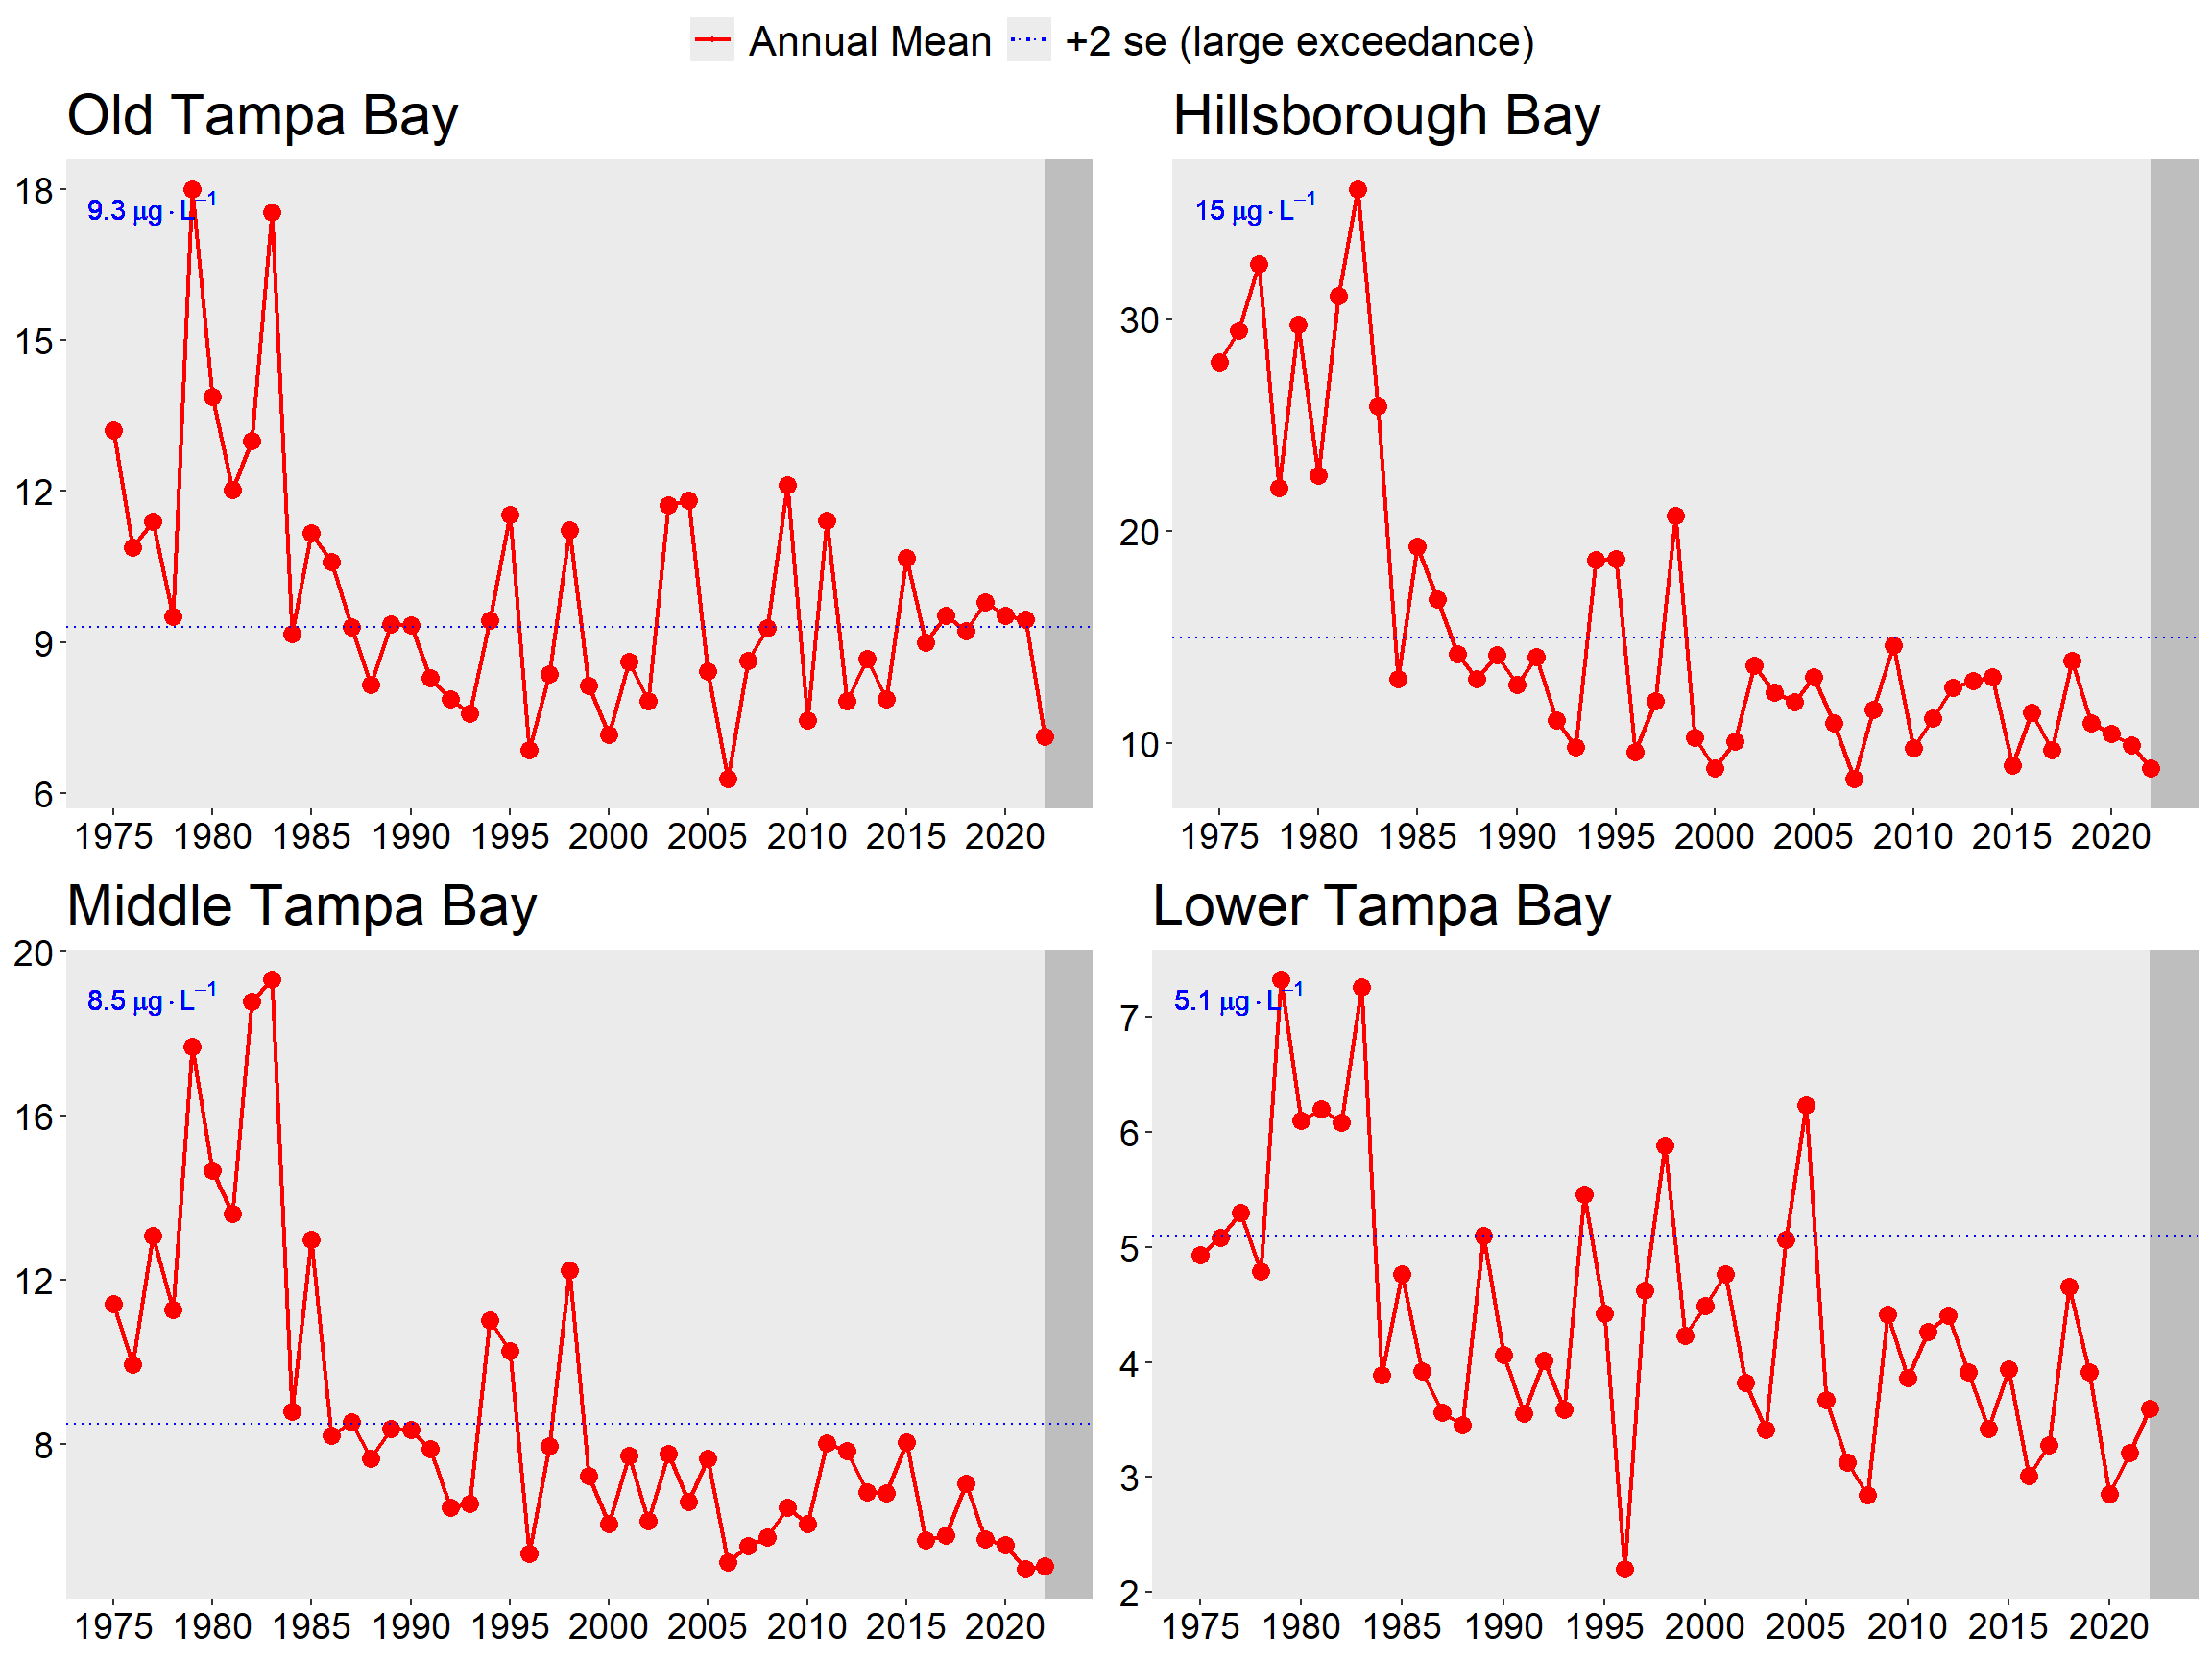 Annual Mean +2 se (large exceedance)
Old Tampa Bay
18
15
12
9
6
9.3 µg · L⁻¹
1975 1980 1985 1990 1995 2000 2005 2010 2015 2020
Hillsborough Bay
30
20
10
15 µg · L⁻¹
1975 1980 1985 1990 1995 2000 2005 2010 2015 2020
Middle Tampa Bay
20
16
12
8
8.5 µg · L⁻¹
1975 1980 1985 1990 1995 2000 2005 2010 2015 2020
Lower Tampa Bay
7
6
5
4
3
2
5.1 µg · L⁻¹
1975 1980 1985 1990 1995 2000 2005 2010 2015 2020